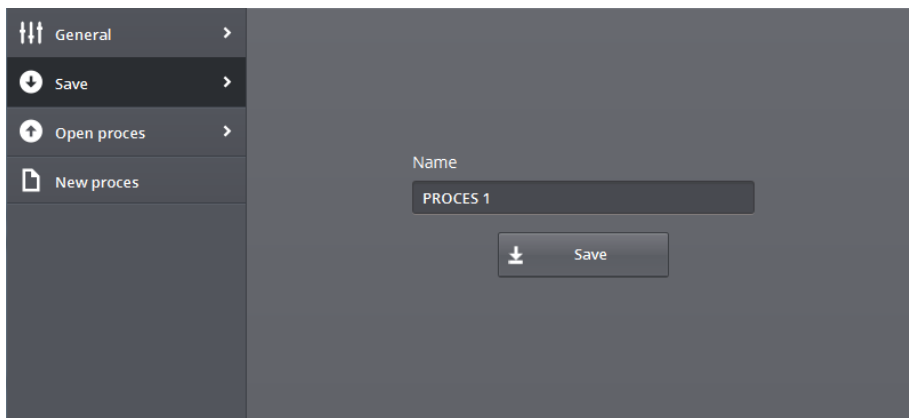 General
Save
Open proces
New proces
Name
PROCES 1
Save